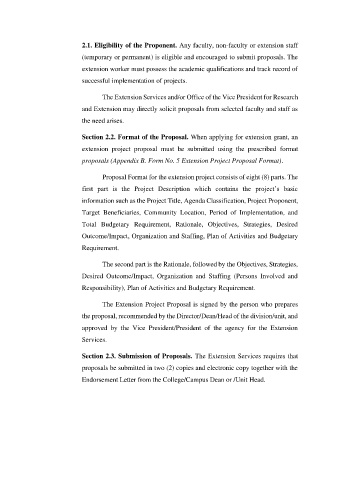 2.1. Eligibility of the Proponent. Any faculty, non-faculty or extension staff
(temporary or permanent) is eligible and encouraged to submit proposals. The
extension worker must possess the academic qualifications and track record of
successful implementation of projects.
The Extension Services and/or Office of the Vice President for Research
and Extension may directly solicit proposals from selected faculty and staff as
the need arises.
Section 2.2. Format of the Proposal. When applying for extension grant, an
extension project proposal must be submitted using the prescribed format
proposals (Appendix B. Form No. 5 Extension Project Proposal Format).
Proposal Format for the extension project consists of eight (8) parts. The
first part is the Project Description which contains the project's basic
information such as the Project Title, Agenda Classification, Project Proponent,
Target Beneficiaries, Community Location, Period of Implementation, and
Total Budgetary Requirement, Rationale, Objectives, Strategies, Desired
Outcome/Impact, Organization and Staffing, Plan of Activities and Budgetary
Requirement.
The second part is the Rationale, followed by the Objectives, Strategies,
Desired Outcome/Impact, Organization and Staffing (Persons Involved and
Responsibility), Plan of Activities and Budgetary Requirement.
The Extension Project Proposal is signed by the person who prepares
the proposal, recommended by the Director/Dean/Head of the division/unit, and
approved by the Vice President/President of the agency for the Extension
Services.
Section 2.3. Submission of Proposals. The Extension Services requires that
proposals be submitted in two (2) copies and electronic copy together with the
Endorsement Letter from the College/Campus Dean or /Unit Head.